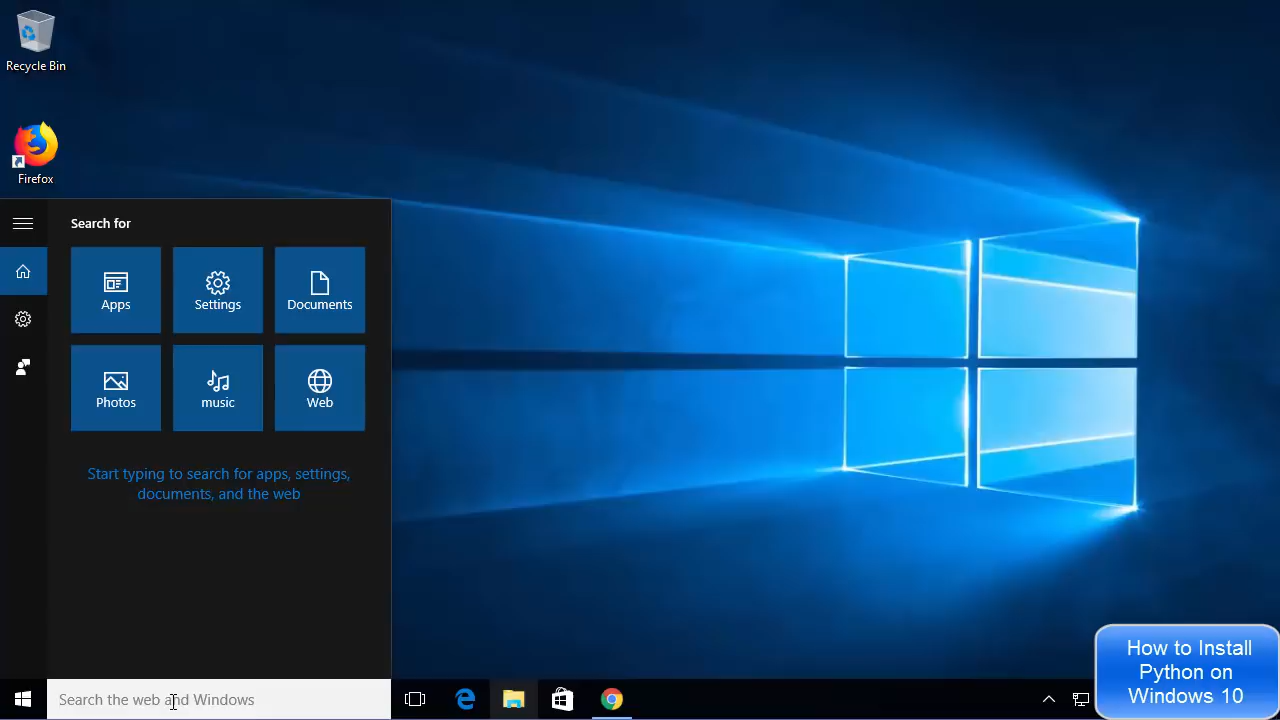 Recycle Bin
Firefox
Search for
Apps
Settings
Documents
Photos
music
Web
Start typing to search for apps, settings,
documents, and the web
Search the web and Windows
How to Install
Python on
Windows 10